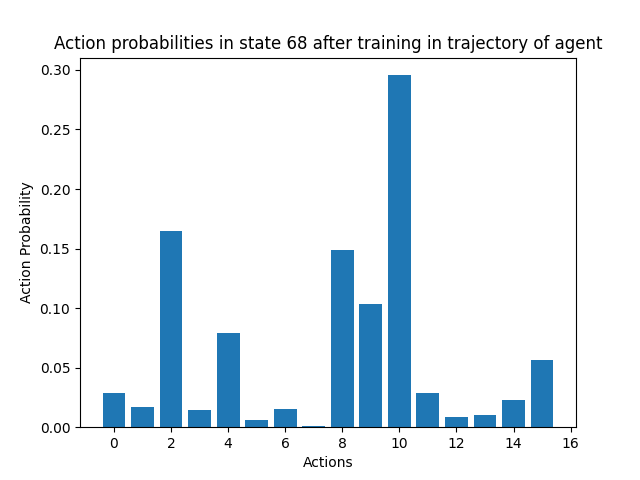 Action probabilities in state 68 after training in trajectory of agent
0.30
0.25
0.20
0.15
0.10
0.05
0.00
Action Probability
0 2 4 6 8 10 12 14 16
Actions